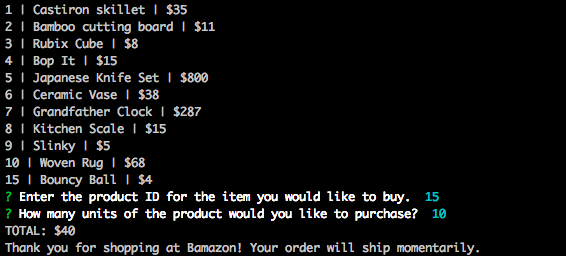 1 | Castiron skillet | $35
2 | Bamboo cutting board | $11
3 | Rubix Cube | $8
4 | Bop It | $15
5 | Japanese Knife Set | $800
6 | Ceramic Vase | $38
7 | Grandfather Clock | $287
8 | Kitchen Scale | $15
9 | Slinky | $5
10 | Woven Rug | $68
15 | Bouncy Ball | $4
? Enter the product ID for the item you would like to buy.  15
? How many units of the product would you like to purchase?  10
TOTAL: $40
Thank you for shopping at Bamazon! Your order will ship momentarily.